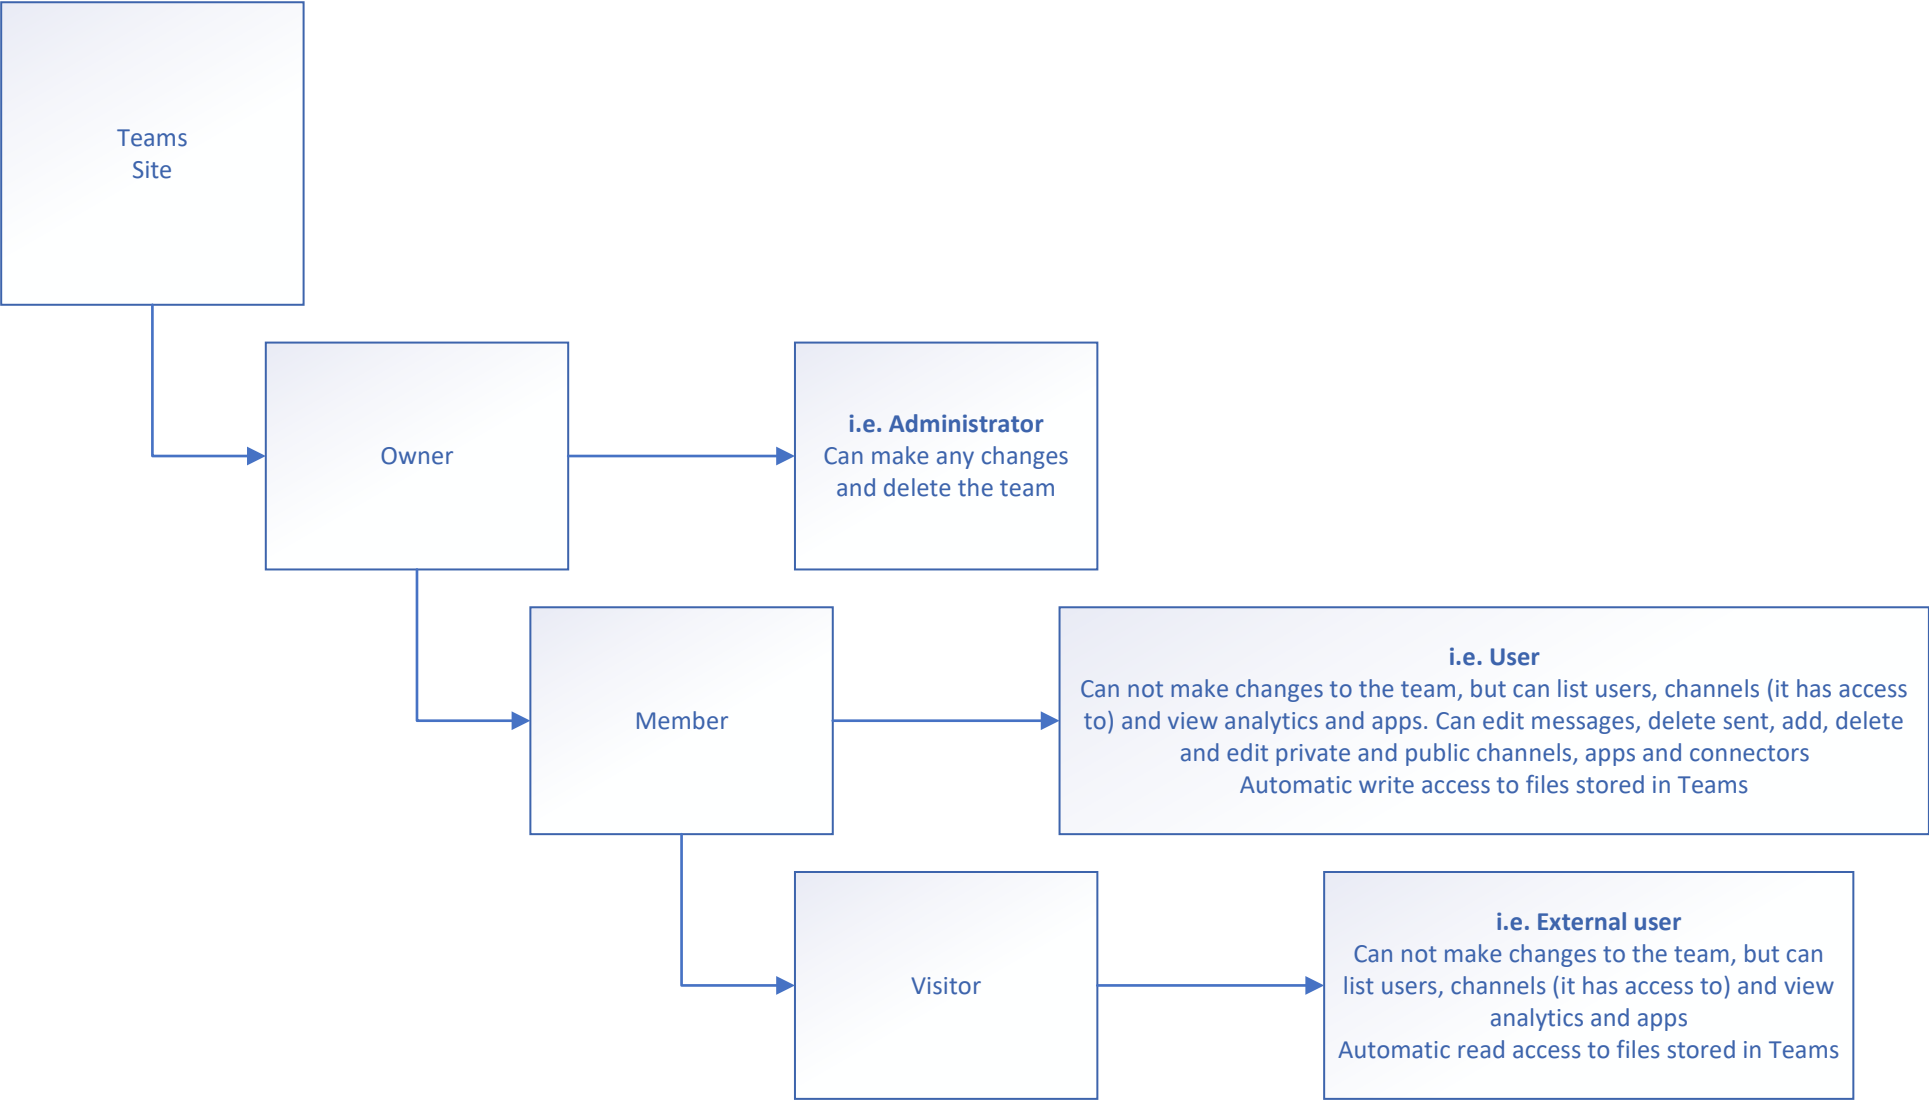 Teams
Site
Owner
i.e. Administrator
Can make any changes
and delete the team
Member
i.e. User
Can not make changes to the team, but can list users, channels (it has access
to) and view analytics and apps. Can edit messages, delete sent, add, delete
and edit private and public channels, apps and connectors
Automatic write access to files stored in Teams
Visitor
i.e. External user
Can not make changes to the team, but can
list users, channels (it has access to) and view
analytics and apps
Automatic read access to files stored in Teams